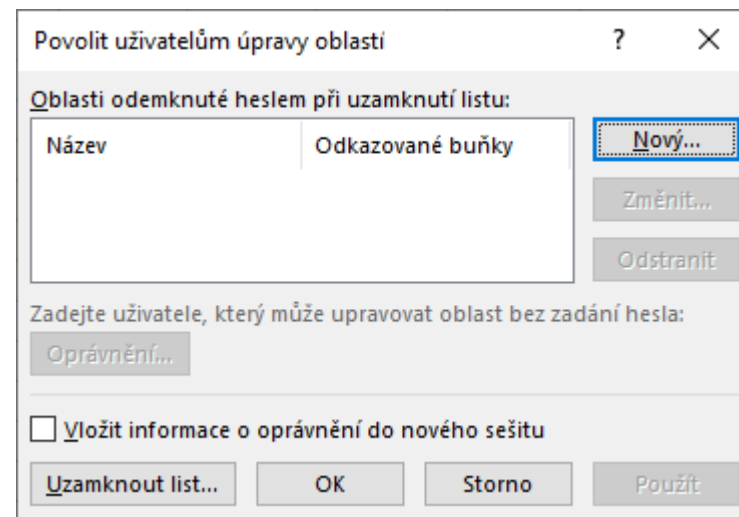 Povolit uživatelům úpravy oblastí
Oblasti odemknuté heslem při uzamknutí listu:
Název Odkazované buňky
Nový...
Změnit...
Odstranit
Zadejte uživatele, který může upravovat oblast bez zadání hesla:
Oprávnění...
Vložit informace o oprávnění do nového sešitu
Uzamknout list... OK Storno Použít